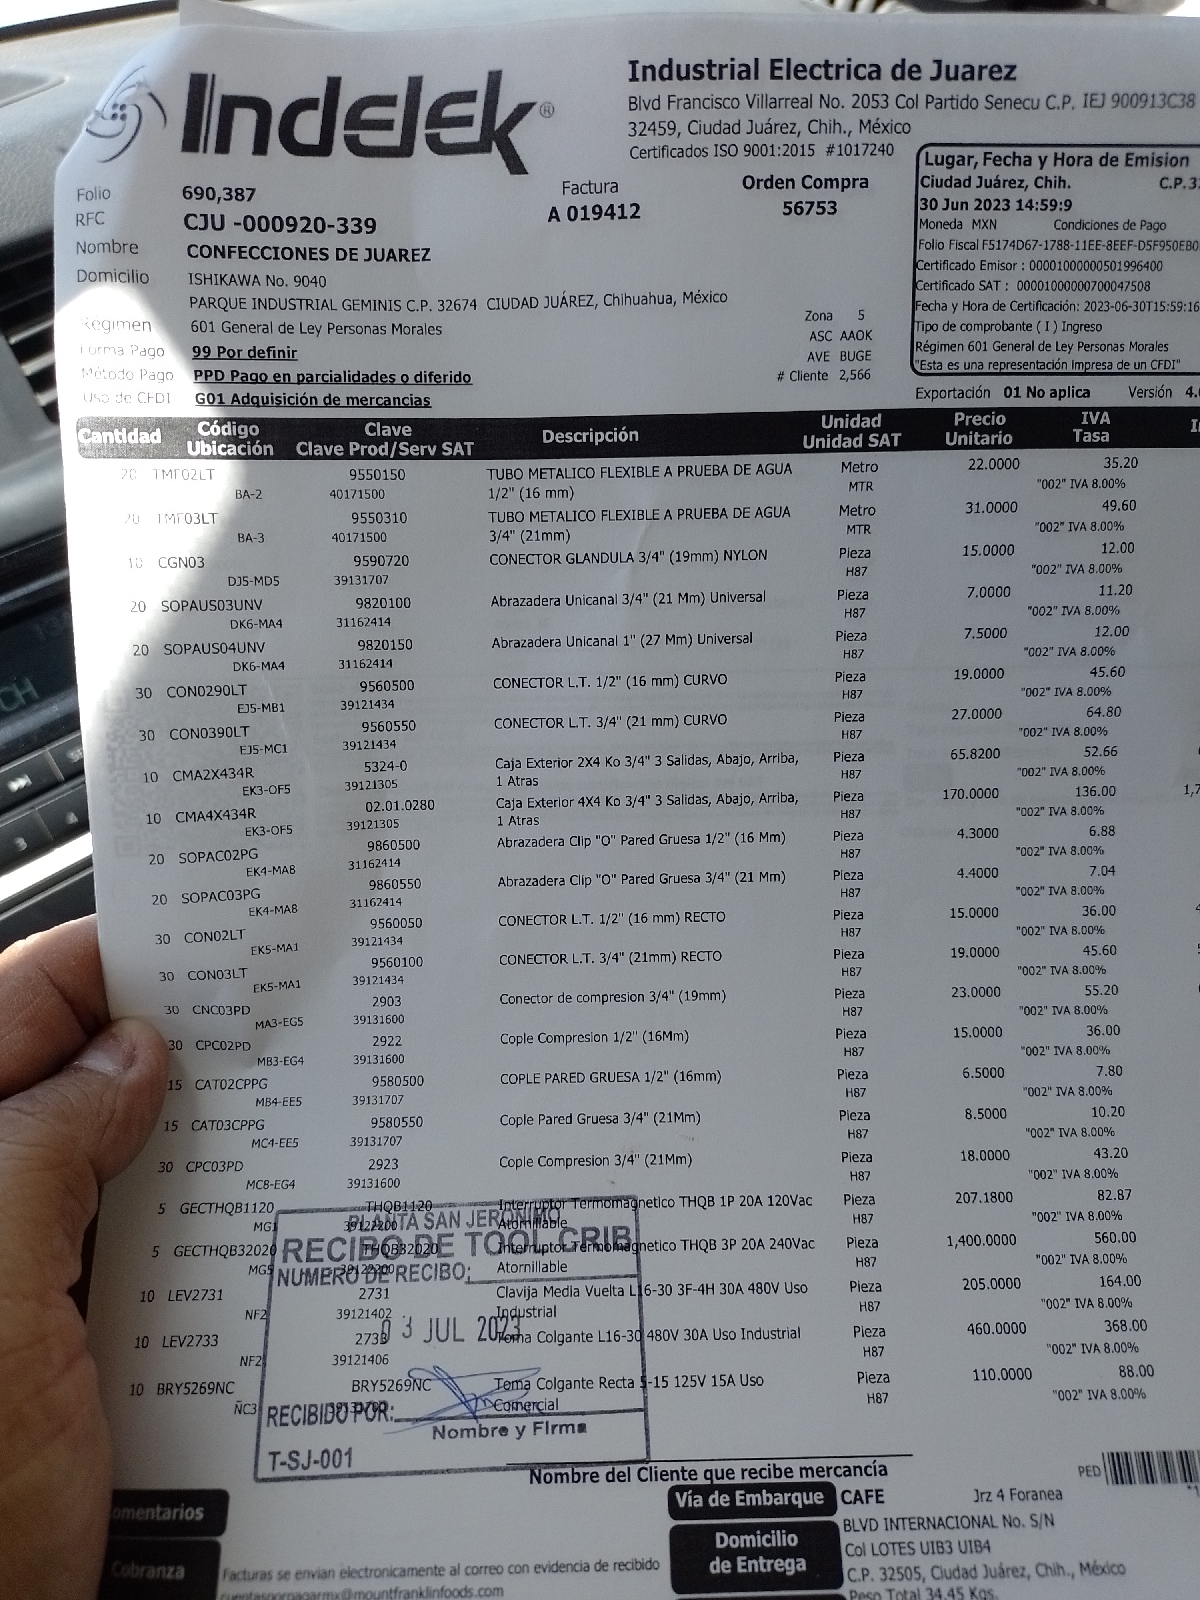 Indelek®
Industrial Electrica de Juarez
Blvd Francisco Villarreal No. 2053 Col Partido Senecu C.P. IEJ 900913C38
32459, Ciudad Juárez, Chih., México
Certificados ISO 9001:2015 #1017240
Folio 690,387
RFC CJU -000920-339
Nombre CONFECCIONES DE JUAREZ
Domicilio ISHIKAWA No. 9040
PARQUE INDUSTRIAL GEMINIS C.P. 32674 CIUDAD JUÁREZ, Chihuahua, México
Régimen 601 General de Ley Personas Morales
Forma Pago 99 Por definir
Método Pago PPD Pago en parcialidades o diferido
Uso de CFDI G01 Adquisición de mercancias
Factura
A 019412
Orden Compra
56753
Zona 5
ASC AAOK
AVE BUGE
# Cliente 2,566
Lugar, Fecha y Hora de Emision
Ciudad Juárez, Chih. C.P.3
30 Jun 2023 14:59:9
Moneda MXN Condiciones de Pago
Folio Fiscal F5174D67-1788-11EE-8EEF-D5F950EB0
Certificado Emisor : 00001000000501996400
Certificado SAT : 00001000000700047508
Fecha y Hora de Certificación: 2023-06-30T15:59:16
Tipo de comprobante ( I ) Ingreso
Régimen 601 General de Ley Personas Morales
"Esta es una representación impresa de un CFDI"
Exportación 01 No aplica Versión 4.
Cantidad Código Clave Descripción Unidad Precio IVA
Ubicación Clave Prod/Serv SAT Unidad SAT Unitario Tasa
20 TMF02LT 9550150 TUBO METALICO FLEXIBLE A PRUEBA DE AGUA Metro 22.0000 35.20
BA-2 40171500 1/2" (16 mm) MTR "002" IVA 8.00%
20 TMF03LT 9550310 TUBO METALICO FLEXIBLE A PRUEBA DE AGUA Metro 31.0000 49.60
BA-3 40171500 3/4" (21mm) MTR "002" IVA 8.00%
10 CGN03 9590720 CONECTOR GLANDULA 3/4" (19mm) NYLON Pieza 15.0000 12.00
DJ5-MD5 39131707 H87 "002" IVA 8.00%
20 SOPAUS03UNV 9820100 Abrazadera Unicanal 3/4" (21 Mm) Universal Pieza 7.0000 11.20
DK6-MA4 31162414 H87 "002" IVA 8.00%
20 SOPAUS04UNV 9820150 Abrazadera Unicanal 1" (27 Mm) Universal Pieza 7.5000 12.00
DK6-MA4 31162414 H87 "002" IVA 8.00%
30 CON0290LT 9560500 CONECTOR L.T. 1/2" (16 mm) CURVO Pieza 19.0000 45.60
EJ5-MB1 39121434 H87 "002" IVA 8.00%
30 CON0390LT 9560550 CONECTOR L.T. 3/4" (21 mm) CURVO Pieza 27.0000 64.80
EJ5-MC1 39121434 H87 "002" IVA 8.00%
10 CMA2X434R 5324-0 Caja Exterior 2X4 Ko 3/4" 3 Salidas, Abajo, Arriba, Pieza 65.8200 52.66
EK3-OF5 39121305 1 Atras H87 "002" IVA 8.00%
10 CMA4X434R 02.01.0280 Caja Exterior 4X4 Ko 3/4" 3 Salidas, Abajo, Arriba, Pieza 170.0000 136.00 1,7
EK3-OF5 39121305 1 Atras H87 "002" IVA 8.00%
20 SOPAC02PG 9860500 Abrazadera Clip "O" Pared Gruesa 1/2" (16 Mm) Pieza 4.3000 6.88
EK4-MA8 31162414 H87 "002" IVA 8.00%
20 SOPAC03PG 9860550 Abrazadera Clip "O" Pared Gruesa 3/4" (21 Mm) Pieza 4.4000 7.04
EK4-MA8 31162414 H87 "002" IVA 8.00%
30 CON02LT 9560050 CONECTOR L.T. 1/2" (16 mm) RECTO Pieza 15.0000 36.00
EK5-MA1 39121434 H87 "002" IVA 8.00%
30 CON03LT 9560100 CONECTOR L.T. 3/4" (21mm) RECTO Pieza 19.0000 45.60
EK5-MA1 39121434 H87 "002" IVA 8.00%
30 CNC03PD 2903 Conector de compresion 3/4" (19mm) Pieza 23.0000 55.20
MA3-EG5 39131600 H87 "002" IVA 8.00%
30 CPC02PD 2922 Cople Compresion 1/2" (16Mm) Pieza 15.0000 36.00
MB3-EG4 39131600 H87 "002" IVA 8.00%
15 CAT02CPPG 9580500 COPLE PARED GRUESA 1/2" (16mm) Pieza 6.5000 7.80
MB4-EE5 39131707 H87 "002" IVA 8.00%
15 CAT03CPPG 9580550 Cople Pared Gruesa 3/4" (21Mm) Pieza 8.5000 10.20
MC4-EE5 39131707 H87 "002" IVA 8.00%
30 CPC03PD 2923 Cople Compresion 3/4" (21Mm) Pieza 18.0000 43.20
MC8-EG4 39131600 H87 "002" IVA 8.00%
5 GECTHQB1120 THQB1120 Interruptor Termomagnetico THQB 1P 20A 120Vac Pieza 207.1800 82.87
MG1 39122200 Atornillable H87 "002" IVA 8.00%
5 GECTHQB32020 THQB32020 Interruptor Termomagnetico THQB 3P 20A 240Vac Pieza 1,400.0000 560.00
MG5 39122200 Atornillable H87 "002" IVA 8.00%
10 LEV2731 2731 Clavija Media Vuelta L16-30 3F-4H 30A 480V Uso Pieza 205.0000 164.00
NF2 39121402 Industrial H87 "002" IVA 8.00%
10 LEV2733 2733 Toma Colgante L16-30 480V 30A Uso Industrial Pieza 460.0000 368.00
NF2 39121406 H87 "002" IVA 8.00%
10 BRY5269NC BRY5269NC Toma Colgante Recta 5-15 125V 15A Uso Pieza 110.0000 88.00
ÑC3 Comercial H87 "002" IVA 8.00%
PLANTA SAN JERONIMO
RECIBO DE TOOL CRIB
NUMERO DE RECIBO:
03 JUL 2023
RECIBIDO POR:
Nombre y Firma
T-SJ-001
Nombre del Cliente que recibe mercancía
PED
Vía de Embarque CAFE Jrz 4 Foranea
Domicilio de Entrega
BLVD INTERNACIONAL No. S/N
Col LOTES UIB3 UIB4
C.P. 32505, Ciudad Juárez, Chih., México
Peso Total 34.45 Kgs.
omentarios
Cobranza
Facturas se envian electronicamente al correo con evidencia de recibido
cuentasporpagarmx@mountfranklinfoods.com